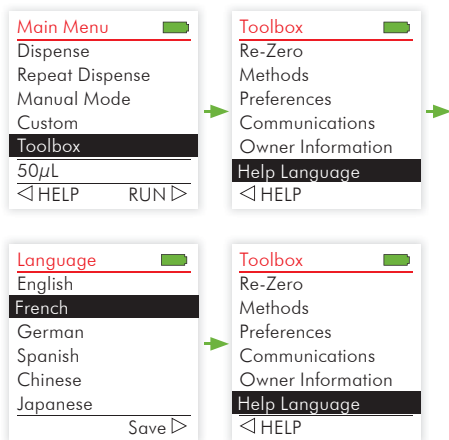 Main Menu
Dispense
Repeat Dispense
Manual Mode
Custom
Toolbox
50µL
◁ HELP RUN ▷
Toolbox
Re-Zero
Methods
Preferences
Communications
Owner Information
Help Language
◁ HELP
Language
English
French
German
Spanish
Chinese
Japanese
Save ▷
Toolbox
Re-Zero
Methods
Preferences
Communications
Owner Information
Help Language
◁ HELP